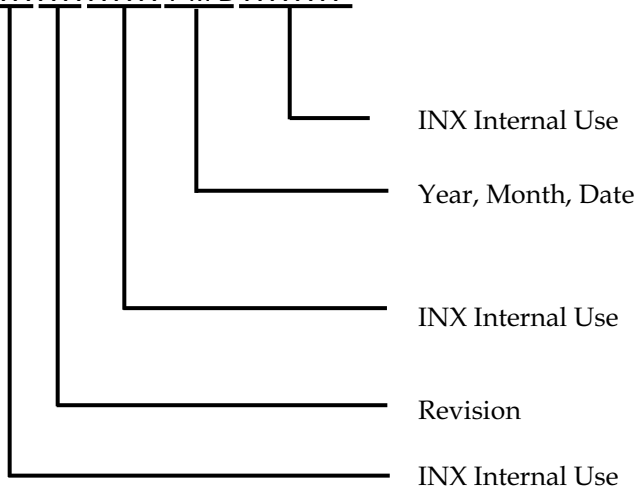 INX Internal Use
Year, Month, Date
INX Internal Use
Revision
INX Internal Use